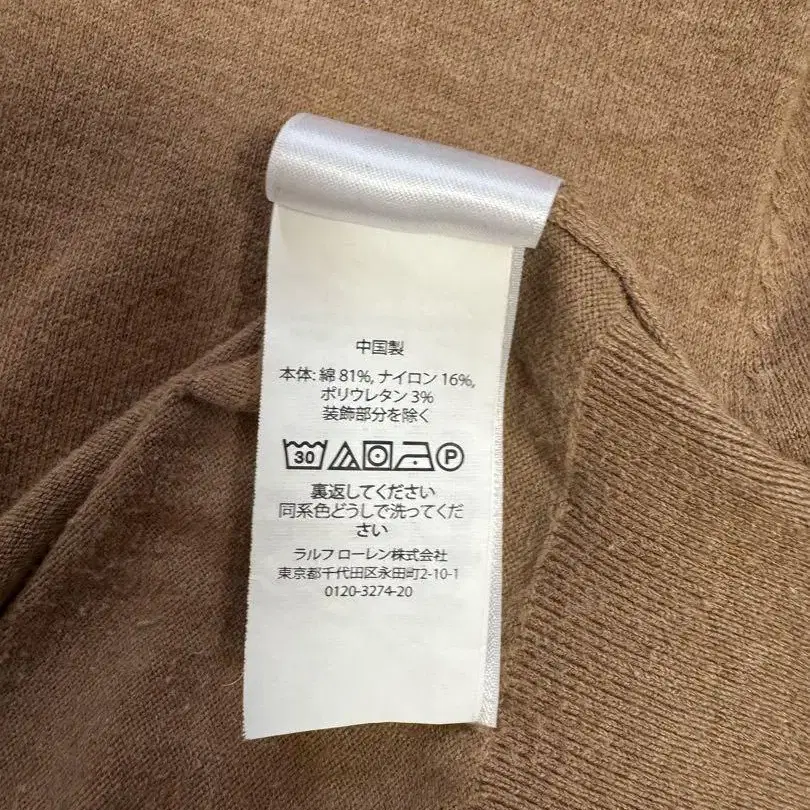 中国製
本体: 綿 81%, ナイロン 16%,
ポリウレタン 3%
装飾部分を除く
30 P
裏返してください
同系色どうしで洗ってくだ
さい
ラルフ ローレン株式会社
東京都千代田区永田町2-10-1
0120-3274-20